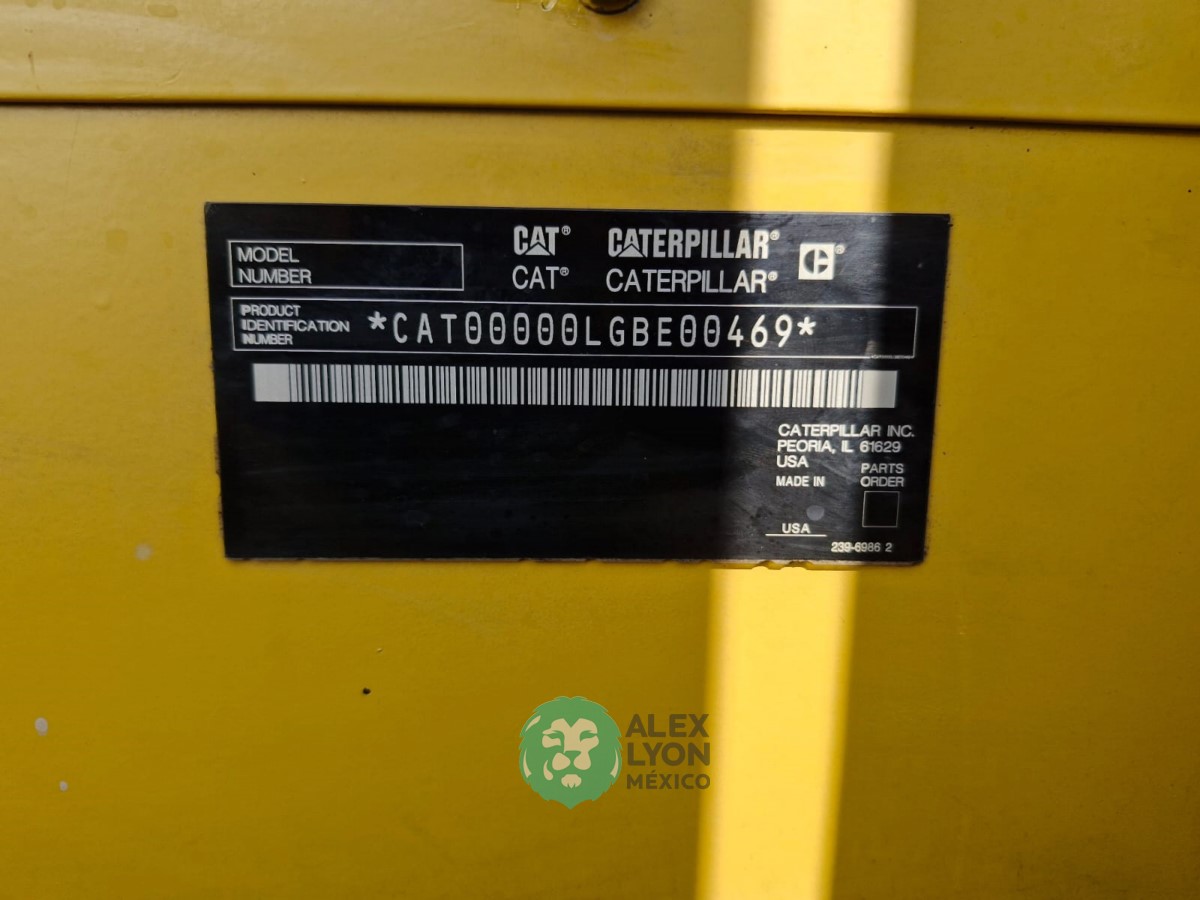 MODEL
NUMBER
CAT® CATERPILLAR® ®
CAT® CATERPILLAR®
PRODUCT
IDENTIFICATION
NUMBER
*CAT00000LGBE00469*
CATERPILLAR INC.
PEORIA, IL 61629
USA
MADE IN
USA
PARTS
ORDER
239-6986 2
ALEX
LYON
MÉXICO